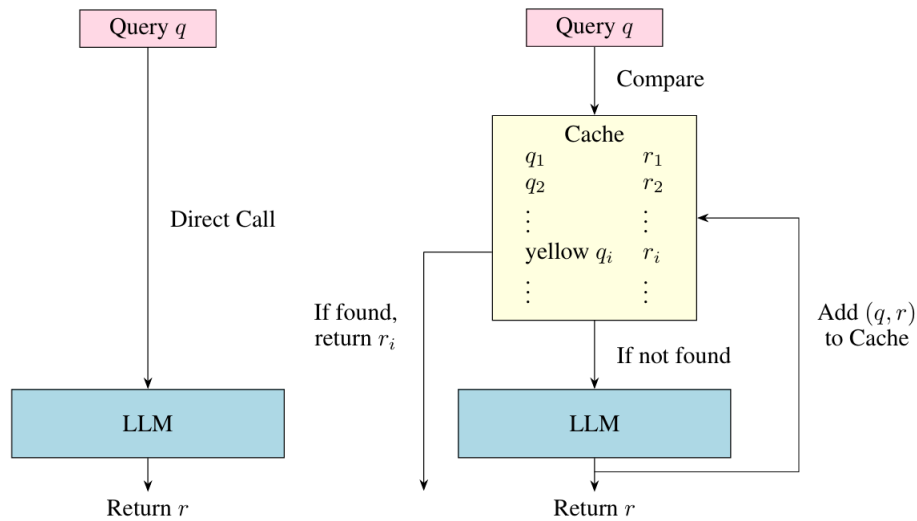 Query q
Direct Call
LLM
Return r
Query q
Compare
Cache
q₁ r₁
q₂ r₂
⋮ ⋮
yellow qᵢ rᵢ
⋮ ⋮
If found,
return rᵢ
If not found
Add (q, r)
to Cache
LLM
Return r